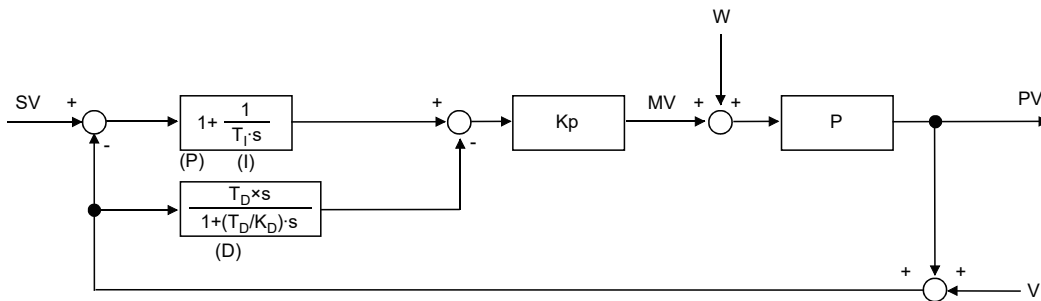 W
SV
+
-
1+ 1/(T_I·s)
(P) (I)
+
-
Kp
MV
+
+
P
PV
T_D×s
1+(T_D/K_D)·s
(D)
+
+
V